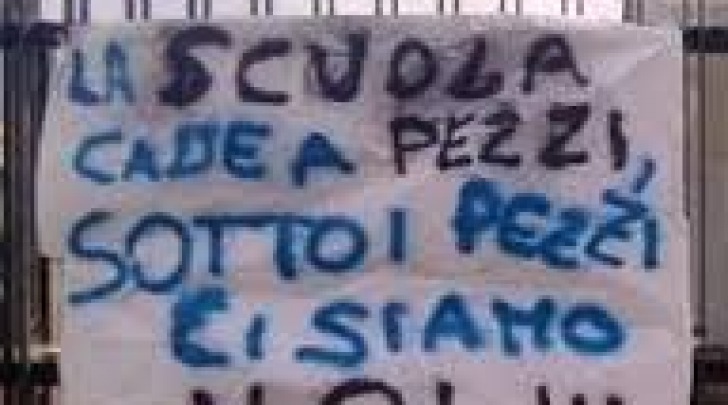 LA SCUOLA
CADE A PEZZI,
SOTTO I PEZZI
CI SIAMO